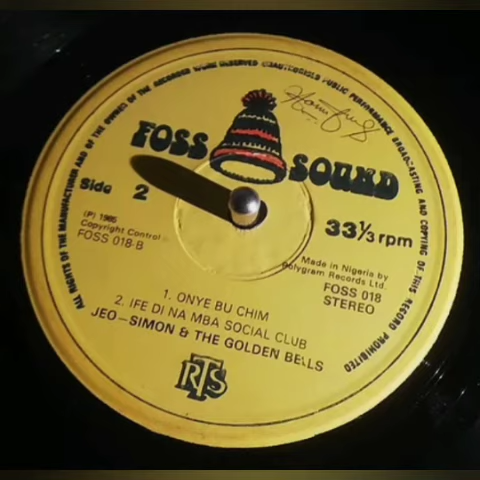 ALL RIGHTS OF THE MANUFACTURER AND OF THE OWNER OF THE RECORDED WORK RESERVED UNAUTHORISED PUBLIC PERFORMANCE BROADCASTING AND COPYING OF THIS RECORD PROHIBITED
FOSS SOUND
Side 2
33⅓ rpm
(P) 1985
Copyright Control
FOSS 018-B
Made in Nigeria by
Polygram Records Ltd.
FOSS 018
STEREO
1. ONYE BU CHIM
2. IFE DI NA MBA SOCIAL CLUB
JEO-SIMON & THE GOLDEN BELLS
RTS